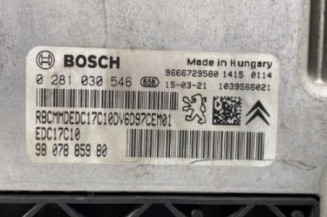 BOSCH
Made in Hungary
9666729580 1415 0114
0 281 030 546
15-03-21 1039S66021
RBCMMDEDC17C10DV6D97CEM01
EDC17C10
98 078 859 80